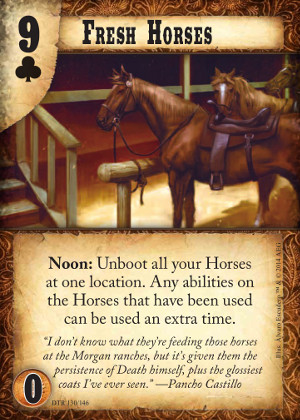 9
FRESH HORSES
Noon: Unboot all your Horses
at one location. Any abilities on
the Horses that have been used
can be used an extra time.
"I don't know what they're feeding those horses
at the Morgan ranches, but it's given them the
persistence of Death himself, plus the glossiest
coats I've ever seen." —Pancho Castillo
0
DTR 130/146